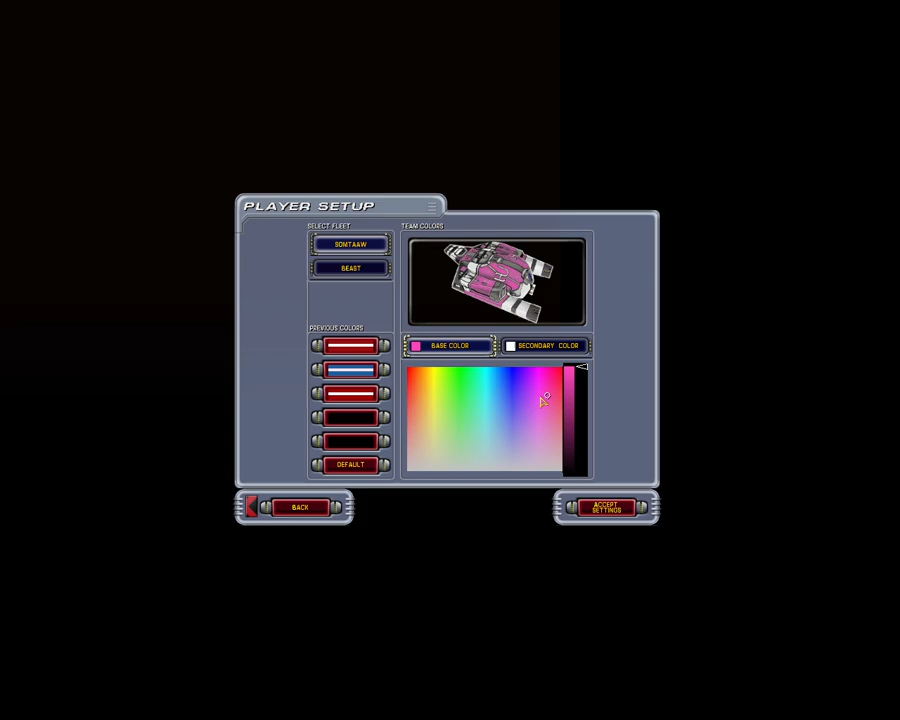 PLAYER SETUP
SELECT FLEET
TEAM COLORS
SOMTAAW
BEAST
PREVIOUS COLORS
BASE COLOR
SECONDARY COLOR
DEFAULT
BACK
ACCEPT
SETTINGS